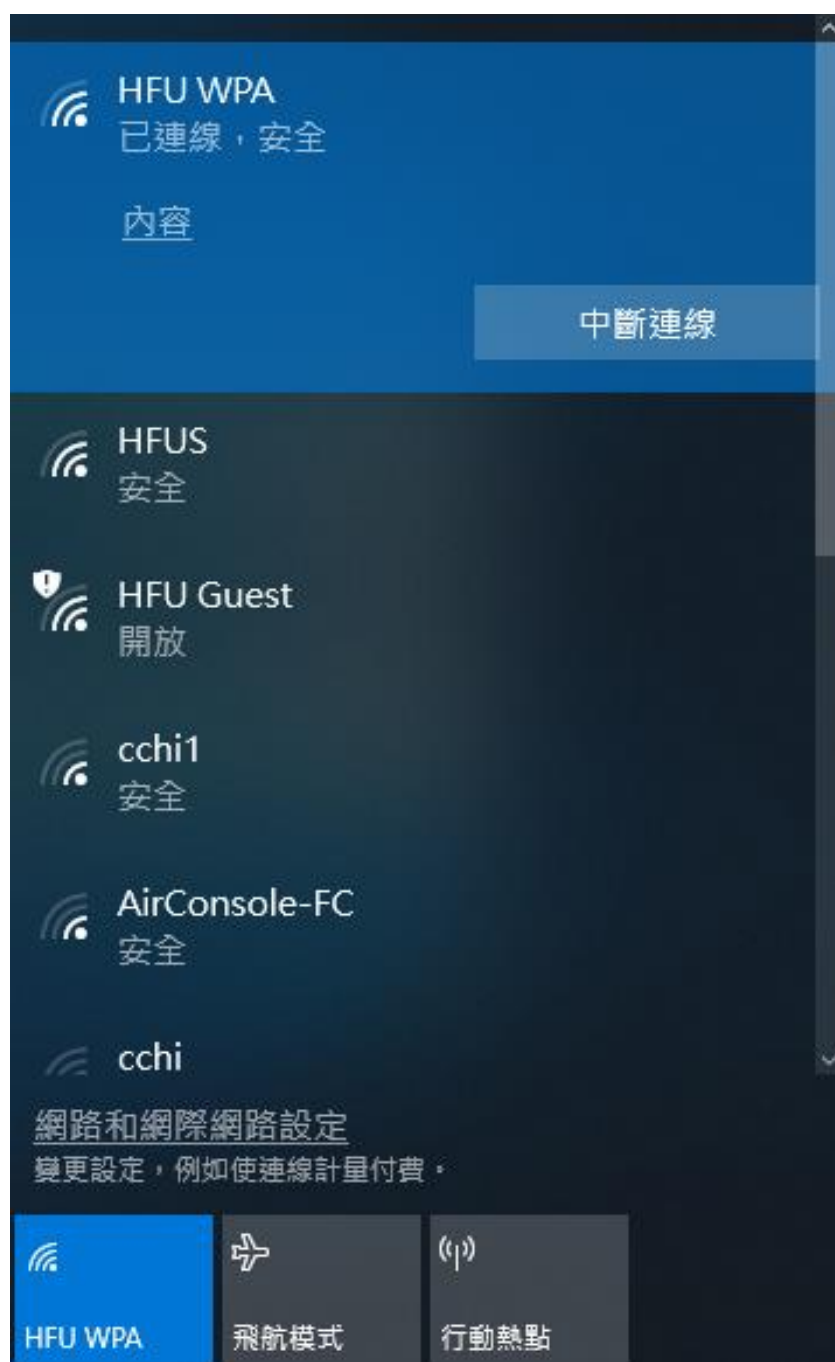 HFU WPA
已連線，安全
內容
中斷連線
HFUS
安全
HFU Guest
開放
cchi1
安全
AirConsole-FC
安全
cchi
網路和網際網路設定
變更設定，例如使連線計量付費。
HFU WPA
飛航模式
行動熱點